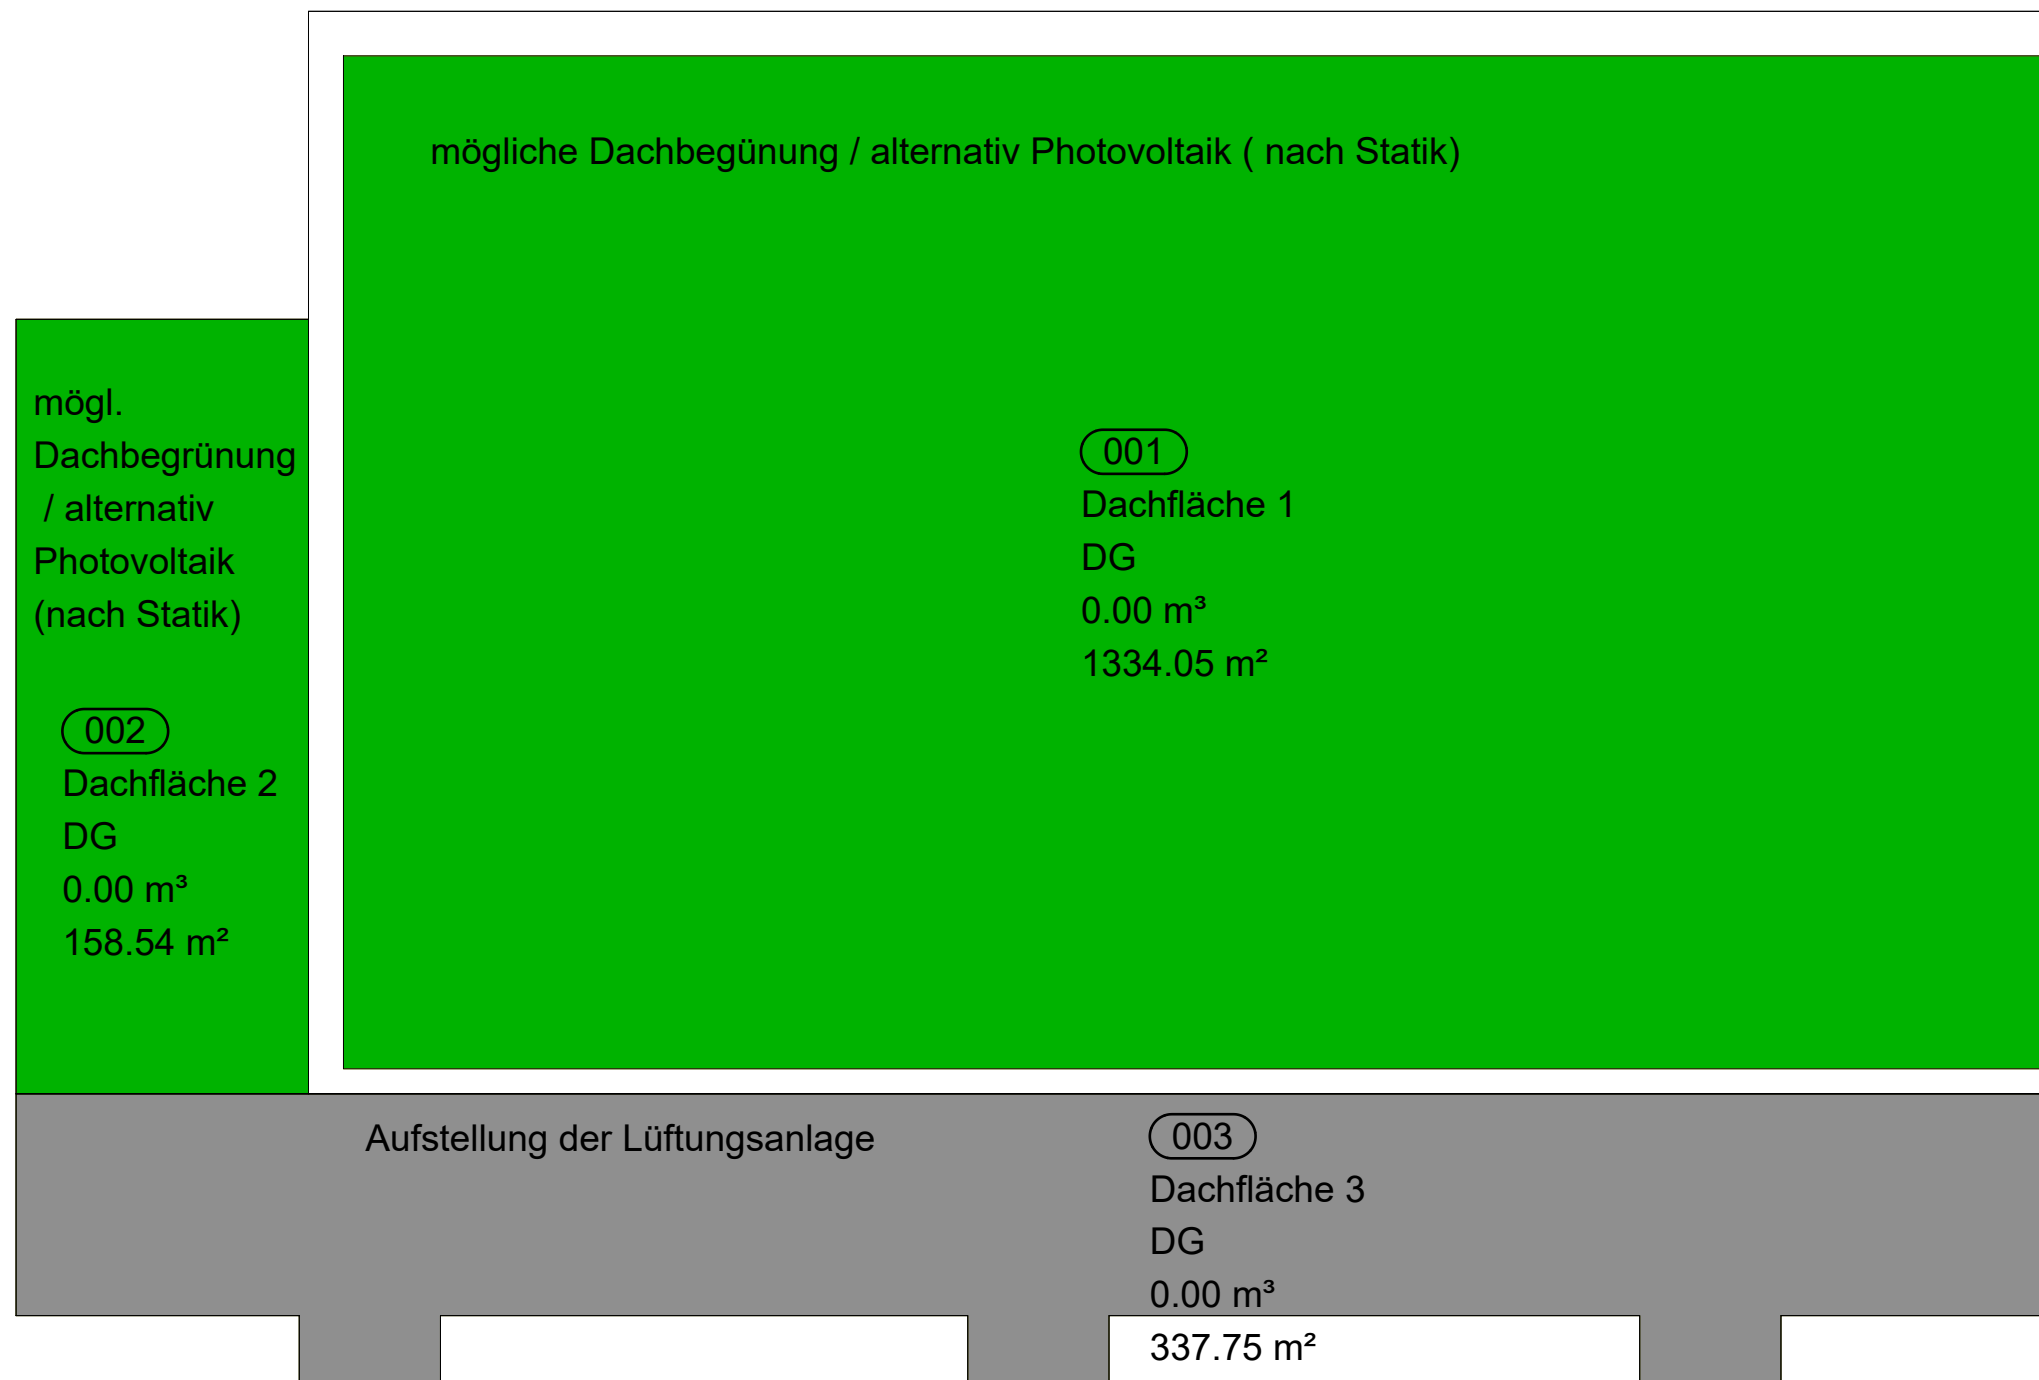 mögliche Dachbegünung / alternativ Photovoltaik ( nach Statik)
mögl.
Dachbegrünung
/ alternativ
Photovoltaik
(nach Statik)
001
Dachfläche 1
DG
0.00 m³
1334.05 m²
002
Dachfläche 2
DG
0.00 m³
158.54 m²
Aufstellung der Lüftungsanlage
003
Dachfläche 3
DG
0.00 m³
337.75 m²